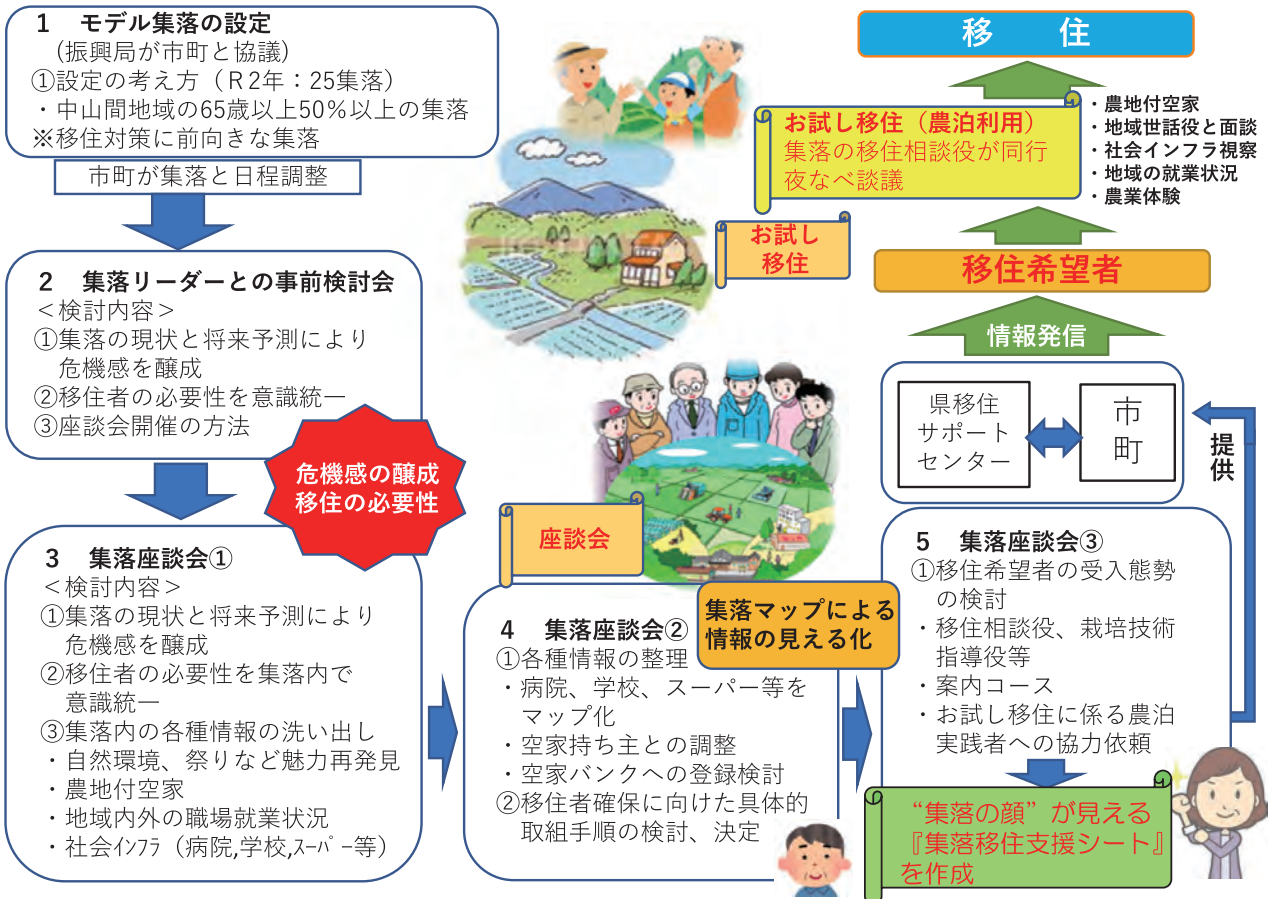 1 モデル集落の設定
(振興局が市町と協議)
①設定の考え方（R2年：25集落）
・中山間地域の65歳以上50%以上の集落
※移住対策に前向きな集落
市町が集落と日程調整
2 集落リーダーとの事前検討会
＜検討内容＞
①集落の現状と将来予測により
危機感を醸成
②移住者の必要性を意識統一
③座談会開催の方法
危機感の醸成
移住の必要性
3 集落座談会①
＜検討内容＞
①集落の現状と将来予測により
危機感を醸成
②移住者の必要性を集落内で
意識統一
③集落内の各種情報の洗い出し
・自然環境、祭りなど魅力再発見
・農地付空家
・地域内外の職場就業状況
・社会ｲﾝﾌﾗ（病院,学校,ｽｰﾊﾟｰ等）
座談会
集落マップによる
情報の見える化
4 集落座談会②
①各種情報の整理
・病院、学校、スーパー等を
マップ化
・空家持ち主との調整
・空家バンクへの登録検討
②移住者確保に向けた具体的
取組手順の検討、決定
5 集落座談会③
①移住希望者の受入態勢
の検討
・移住相談役、栽培技術
指導役等
・案内コース
・お試し移住に係る農泊
実践者への協力依頼
“集落の顔”が見える
『集落移住支援シート』
を作成
提供
県移住
サポート
センター
市
町
情報発信
移住希望者
お試し
移住
お試し移住（農泊利用）
集落の移住相談役が同行
夜なべ談議
・農地付空家
・地域世話役と面談
・社会インフラ視察
・地域の就業状況
・農業体験
移 住